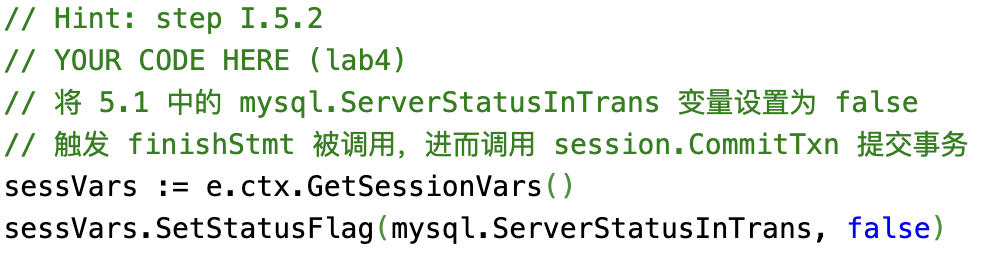 // Hint: step I.5.2
// YOUR CODE HERE (lab4)
// 将 5.1 中的 mysql.ServerStatusInTrans 变量设置为 false
// 触发 finishStmt 被调用，进而调用 session.CommitTxn 提交事务
sessVars := e.ctx.GetSessionVars()
sessVars.SetStatusFlag(mysql.ServerStatusInTrans, false)